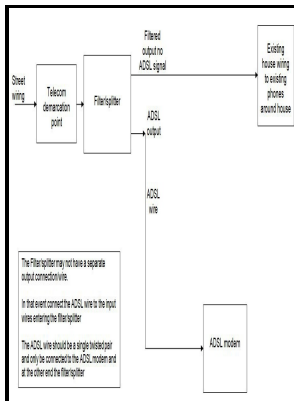 Filtered
output no
ADSL signal
Existing
house wiring
to existing
phones
around house
Street
wiring
Telecom
demarcation
point
Filter/splitter
ADSL
output
ADSL
wire
The Filter/splitter may not have a separate
output connection/wire.
In that event connect the ADSL wire to the input
wires entering the filter/splitter
The ADSL wire should be a single twisted pair
and only be connected to the ADSL modem and
at the other end the filter/splitter
ADSL modem